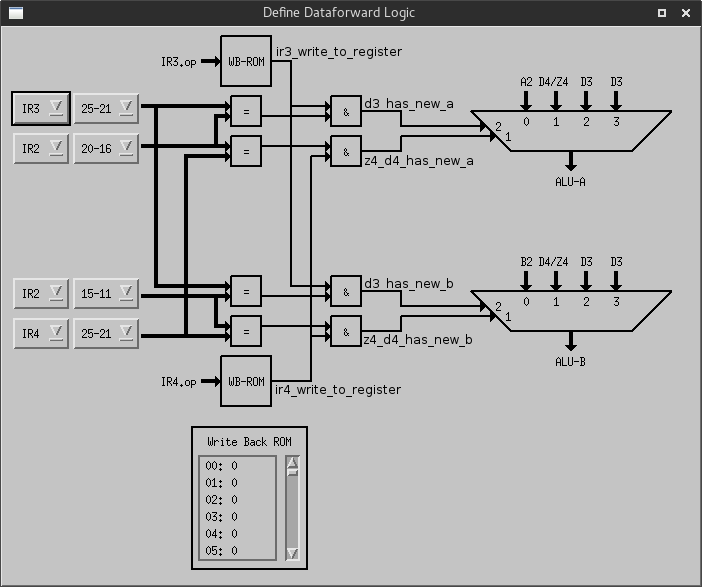 Define Dataforward Logic
IR3.op
WB-ROM
ir3_write_to_register
IR3
25-21
=
&
d3_has_new_a
A2 D4/Z4 D3 D3
0 1 2 3
2
1
IR2
20-16
=
&
z4_d4_has_new_a
ALU-A
IR2
15-11
=
&
d3_has_new_b
B2 D4/Z4 D3 D3
0 1 2 3
2
1
IR4
25-21
=
&
z4_d4_has_new_b
ALU-B
IR4.op
WB-ROM
ir4_write_to_register
Write Back ROM
00: 0
01: 0
02: 0
03: 0
04: 0
05: 0